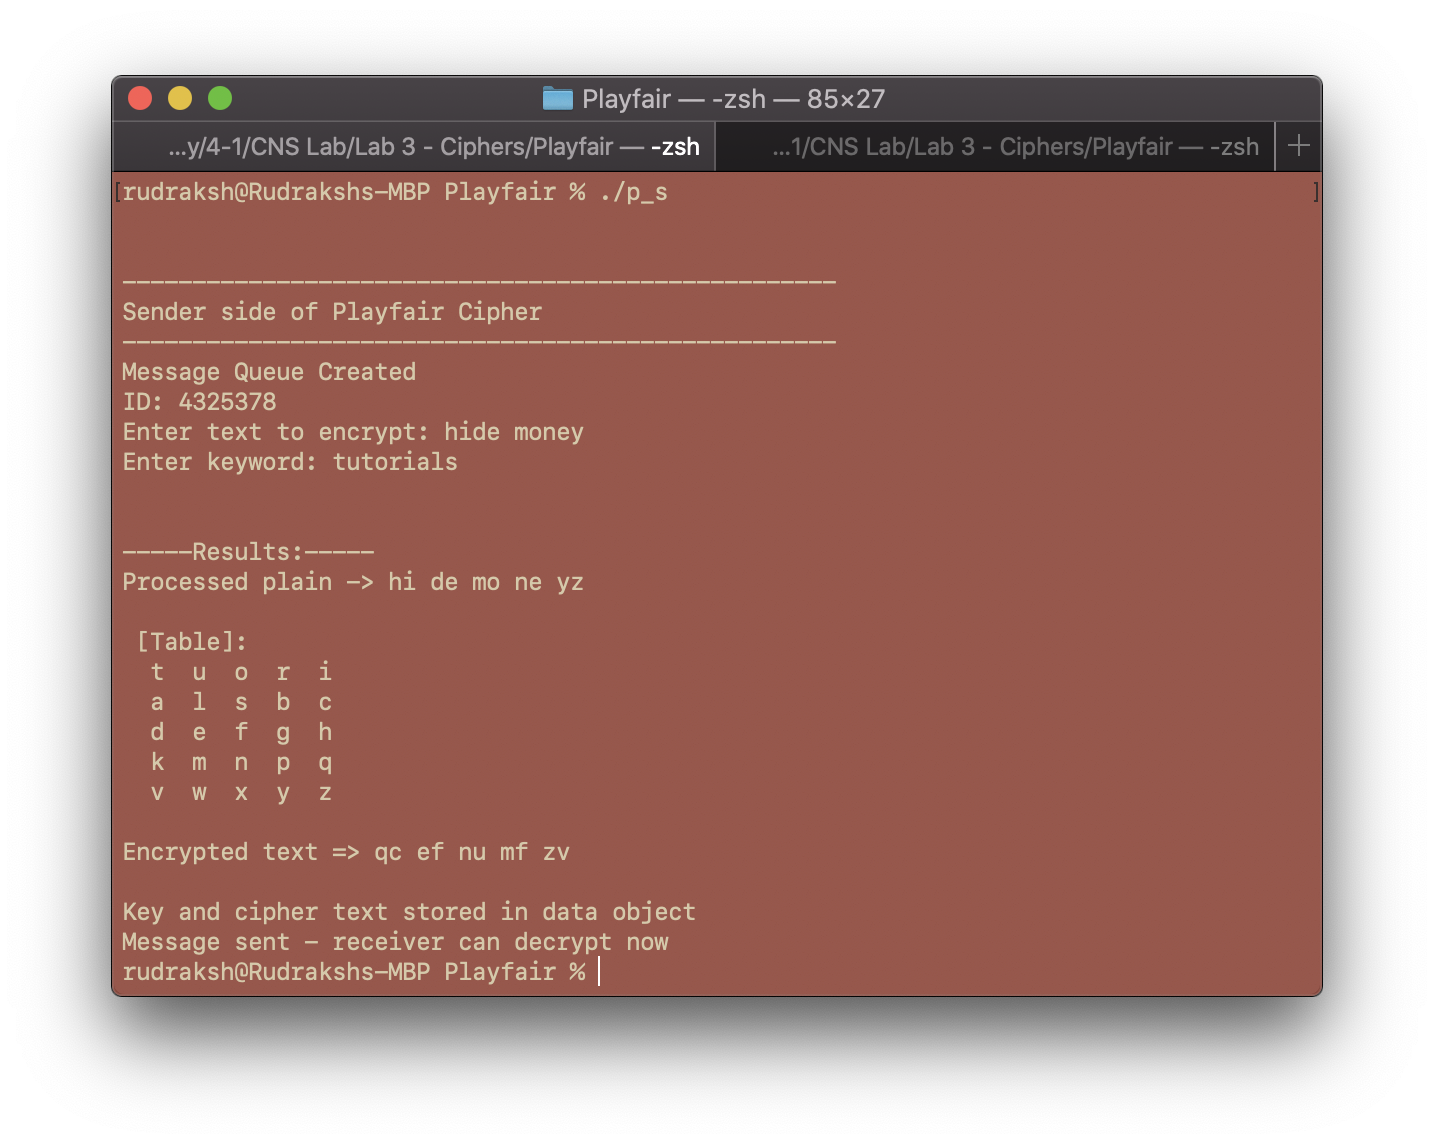 Playfair — -zsh — 85×27
...y/4-1/CNS Lab/Lab 3 - Ciphers/Playfair — -zsh
...1/CNS Lab/Lab 3 - Ciphers/Playfair — -zsh
+
[rudraksh@Rudrakshs-MBP Playfair % ./p_s ]
---------------------------------------------------
Sender side of Playfair Cipher
---------------------------------------------------
Message Queue Created
ID: 4325378
Enter text to encrypt: hide money
Enter keyword: tutorials
-----Results:-----
Processed plain -> hi de mo ne yz
[Table]:
t u o r i
a l s b c
d e f g h
k m n p q
v w x y z
Encrypted text => qc ef nu mf zv
Key and cipher text stored in data object
Message sent - receiver can decrypt now
rudraksh@Rudrakshs-MBP Playfair %